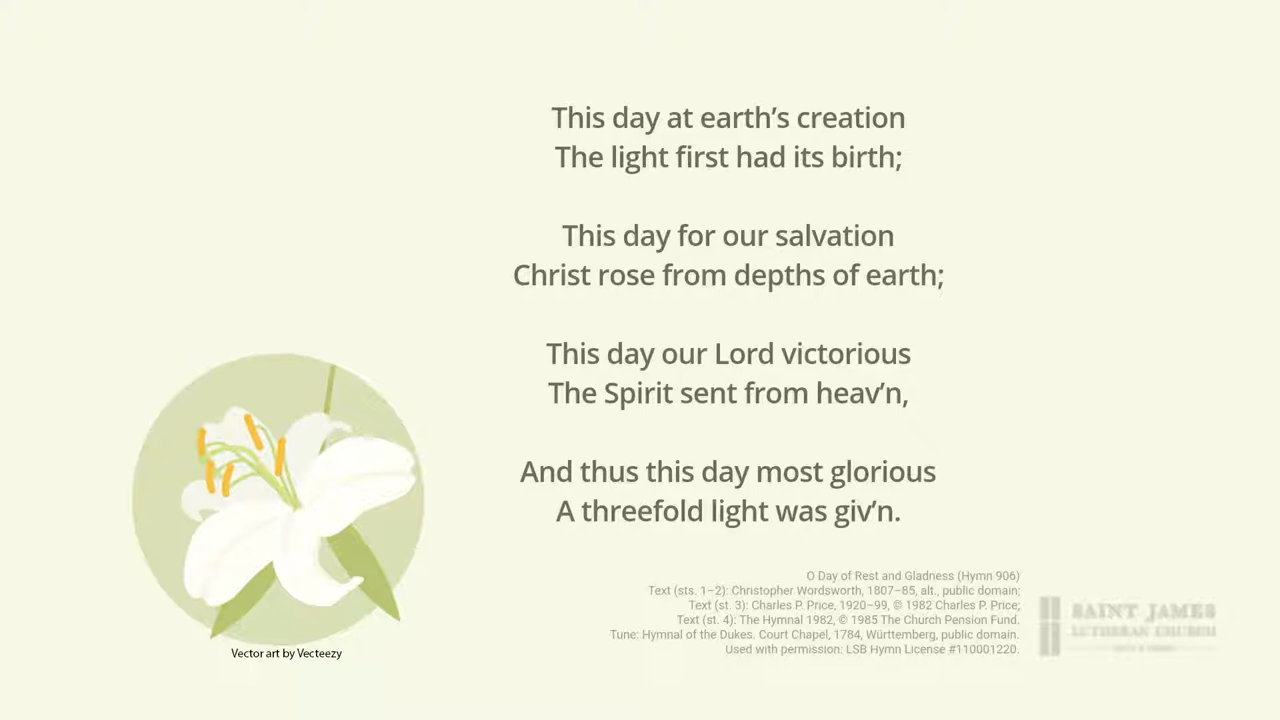 This day at earth’s creation
The light first had its birth;
This day for our salvation
Christ rose from depths of earth;
This day our Lord victorious
The Spirit sent from heav’n,
And thus this day most glorious
A threefold light was giv’n.
O Day of Rest and Gladness (Hymn 906)
Text (sts. 1–2): Christopher Wordsworth, 1807–85, alt., public domain;
Text (st. 3): Charles P. Price, 1920–99, © 1982 Charles P. Price;
Text (st. 4): The Hymnal 1982, © 1985 The Church Pension Fund.
Tune: Hymnal of the Dukes. Court Chapel, 1784, Württemberg, public domain.
Used with permission: LSB Hymn License #110001220.
SAINT JAMES
LUTHERAN CHURCH
Vector art by Vecteezy